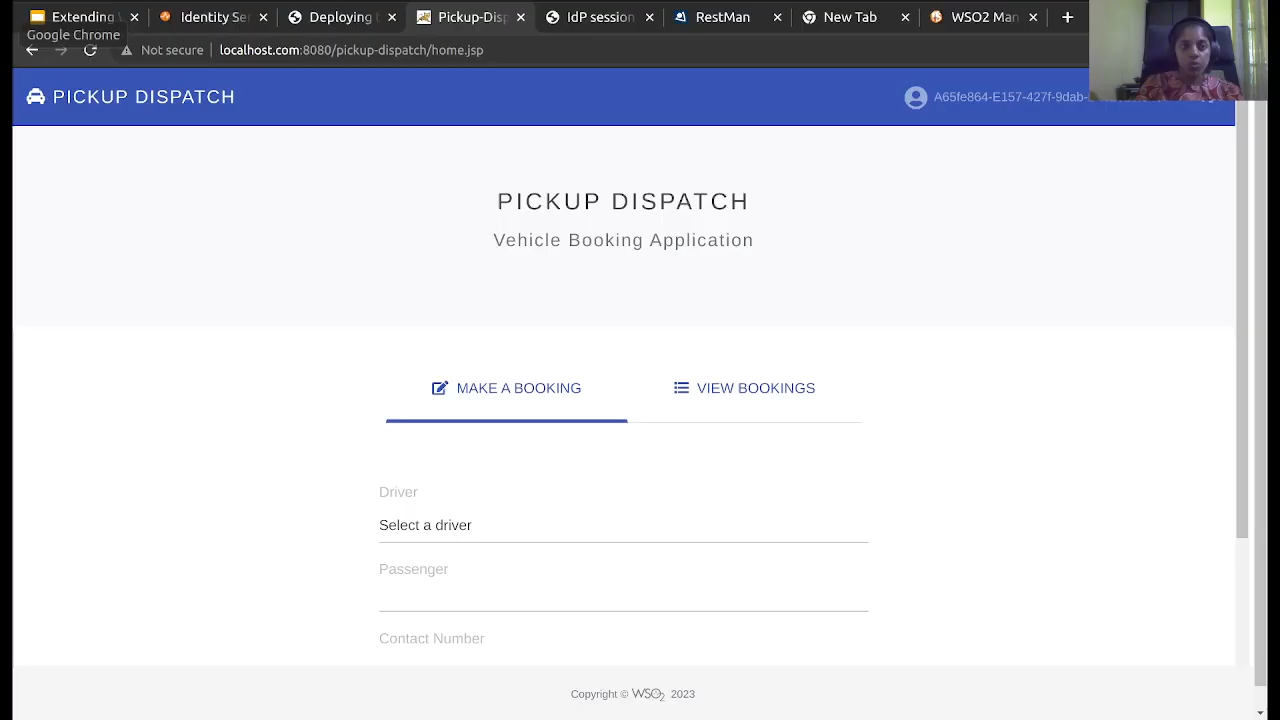 Extending W
Identity Ser
Deploying t
Pickup-Disp
IdP session
RestMan
New Tab
WSO2 Man
Google Chrome
Not secure
localhost.com:8080/pickup-dispatch/home.jsp
PICKUP DISPATCH
A65fe864-E157-427f-9dab-
PICKUP DISPATCH
Vehicle Booking Application
MAKE A BOOKING
VIEW BOOKINGS
Driver
Select a driver
Passenger
Contact Number
Copyright © WSO2 2023